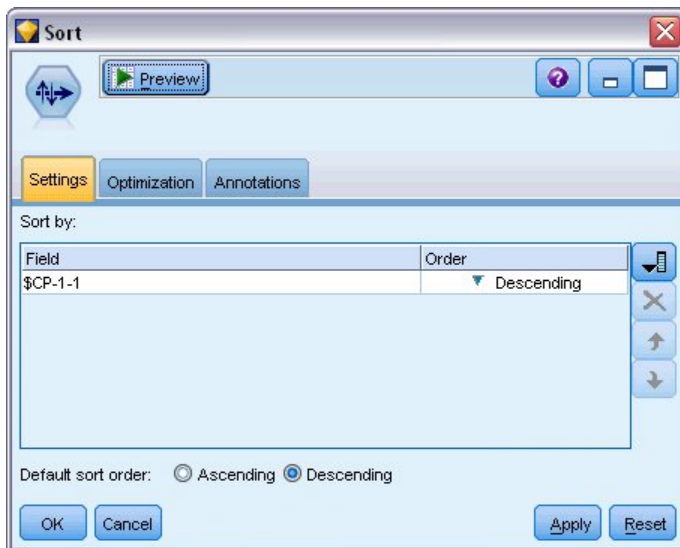 Sort
Preview
Settings Optimization Annotations
Sort by:
Field Order
$CP-1-1 Descending
Default sort order: Ascending Descending
OK Cancel Apply Reset